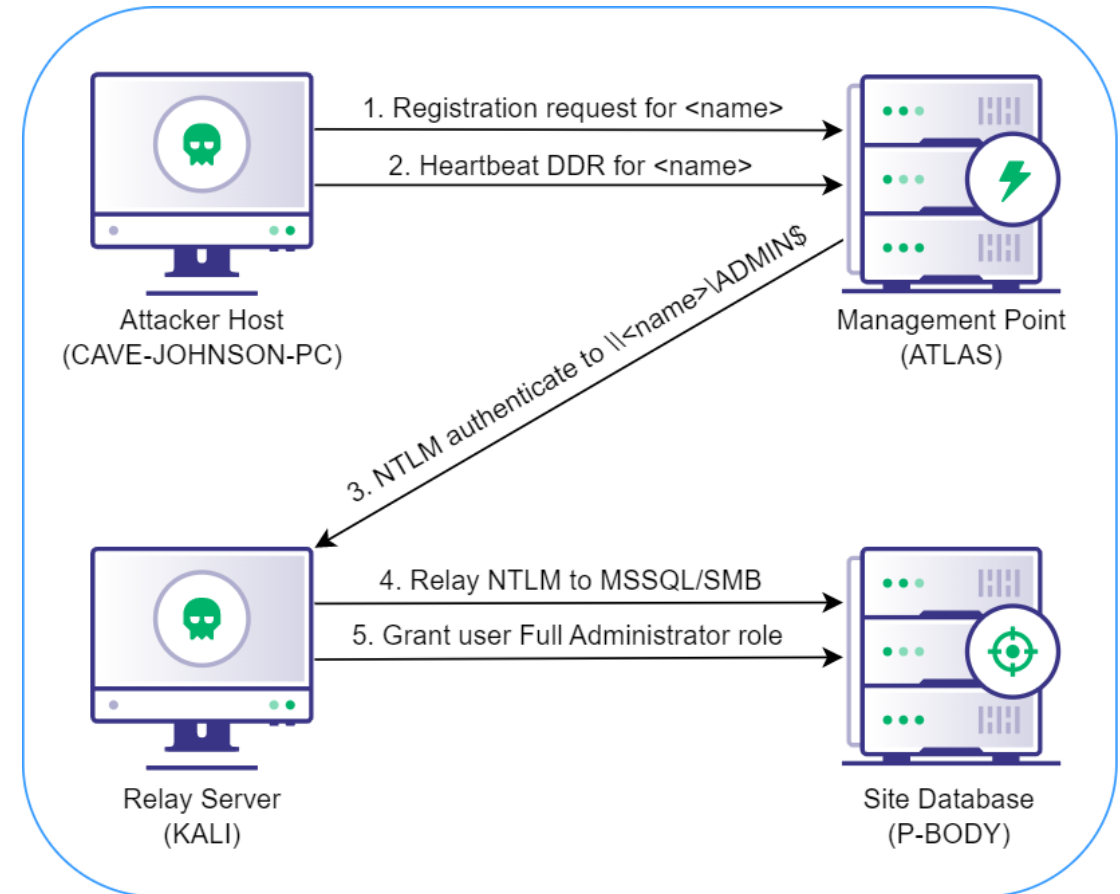 1. Registration request for <name>
2. Heartbeat DDR for <name>
Attacker Host
(CAVE-JOHNSON-PC)
Management Point
(ATLAS)
3. NTLM authenticate to \\<name>\ADMIN$
4. Relay NTLM to MSSQL/SMB
5. Grant user Full Administrator role
Relay Server
(KALI)
Site Database
(P-BODY)